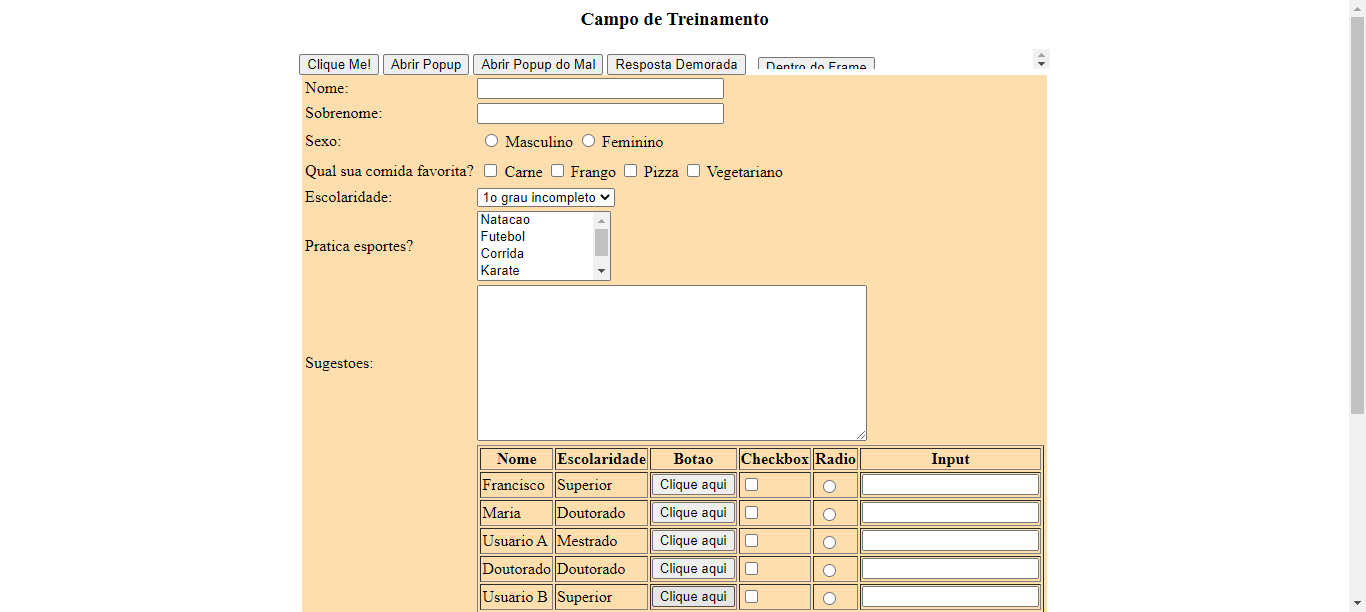 Campo de Treinamento
Clique Me! Abrir Popup Abrir Popup do Mal Resposta Demorada Dentro do Frame
Nome:
Sobrenome:
Sexo: Masculino Feminino
Qual sua comida favorita? Carne Frango Pizza Vegetariano
Escolaridade: 1o grau incompleto
Natacao
Futebol
Pratica esportes?
Corrida
Karate
Sugestoes:
Nome Escolaridade Botao Checkbox Radio Input
Francisco Superior Clique aqui
Maria Doutorado Clique aqui
Usuario A Mestrado Clique aqui
Doutorado Doutorado Clique aqui
Usuario B Superior Clique aqui